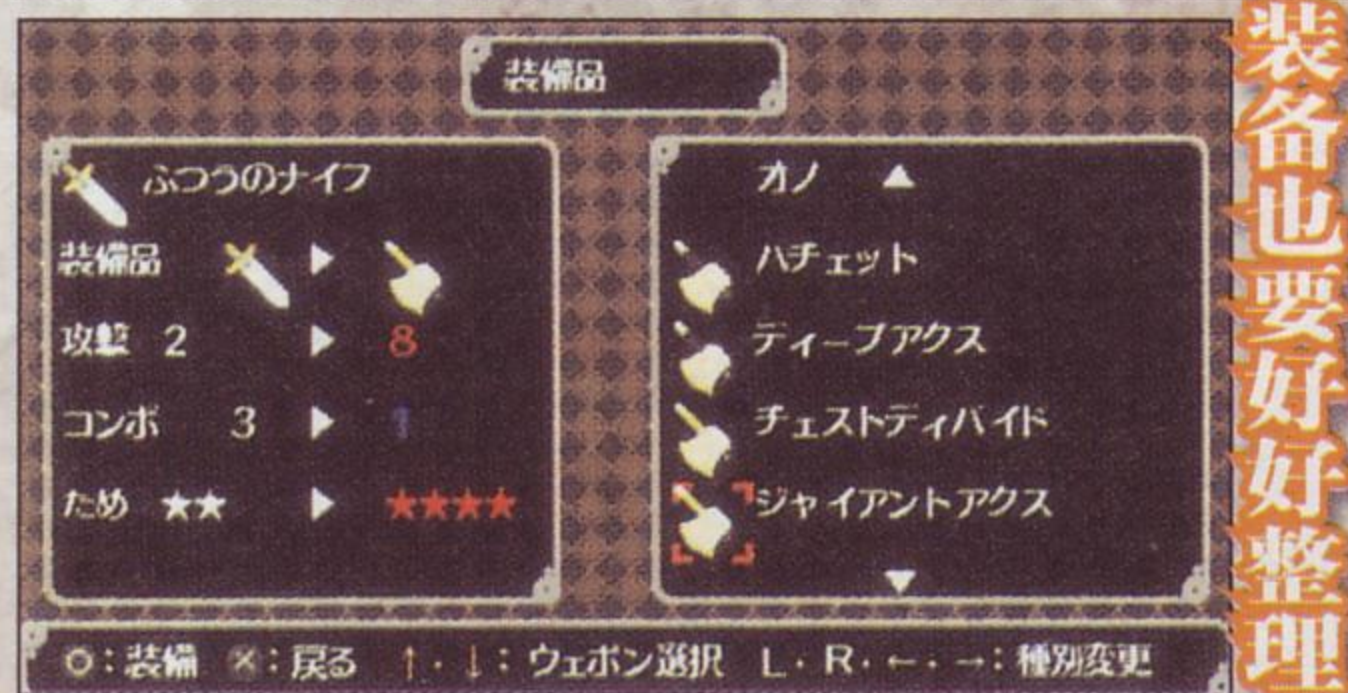 装備品
ふつうのナイフ
装備品 ▶
攻撃 2 ▶ 8
コンボ 3 ▶ 1
ため ★★ ▶ ★★★★
オノ ▲
ハチェット
ディープアクス
チェストディバイド
ジャイアントアクス
▼
○：装備 ×：戻る ↑・↓：ウェポン選択 L・R・←・→：種別変更
装备也要好好整理